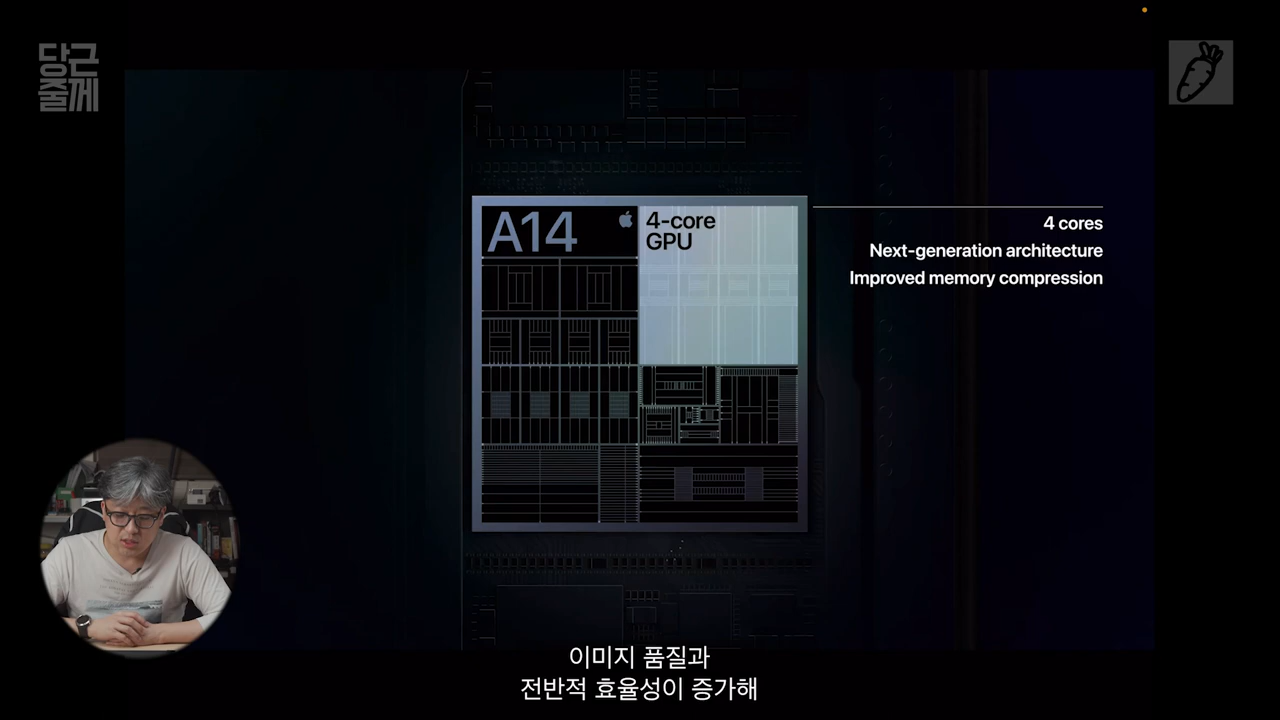 당근
줄께
A14
4-core
GPU
4 cores
Next-generation architecture
Improved memory compression
이미지 품질과
전반적 효율성이 증가해